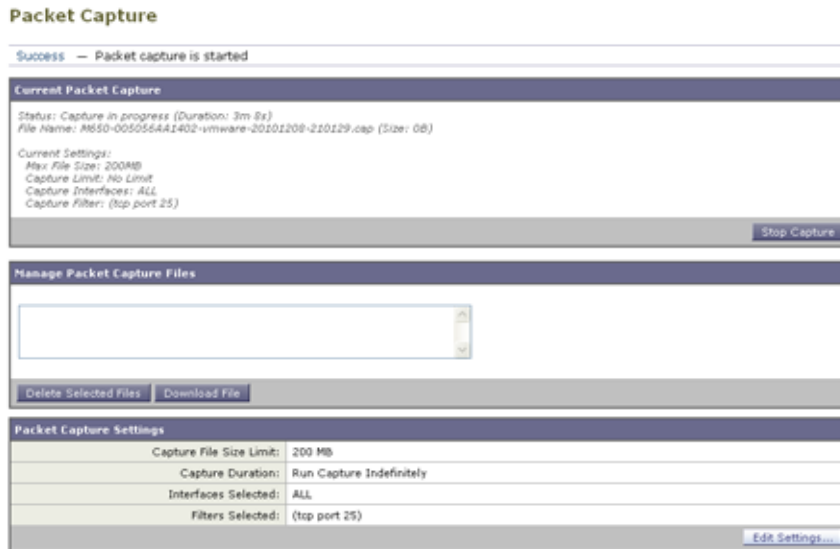 Packet Capture
Success — Packet capture is started
Current Packet Capture
Status: Capture in progress (Duration: 3m 8s)
File Name: M650-005056AA1402-vmware-20101208-210129.cap (Size: 0B)
Current Settings:
Max File Size: 200MB
Capture Limit: No Limit
Capture Interfaces: ALL
Capture Filter: (tcp port 25)
Stop Capture
Manage Packet Capture Files
Delete Selected Files Download File
Packet Capture Settings
Capture File Size Limit: 200 MB
Capture Duration: Run Capture Indefinitely
Interfaces Selected: ALL
Filters Selected: (tcp port 25)
Edit Settings...